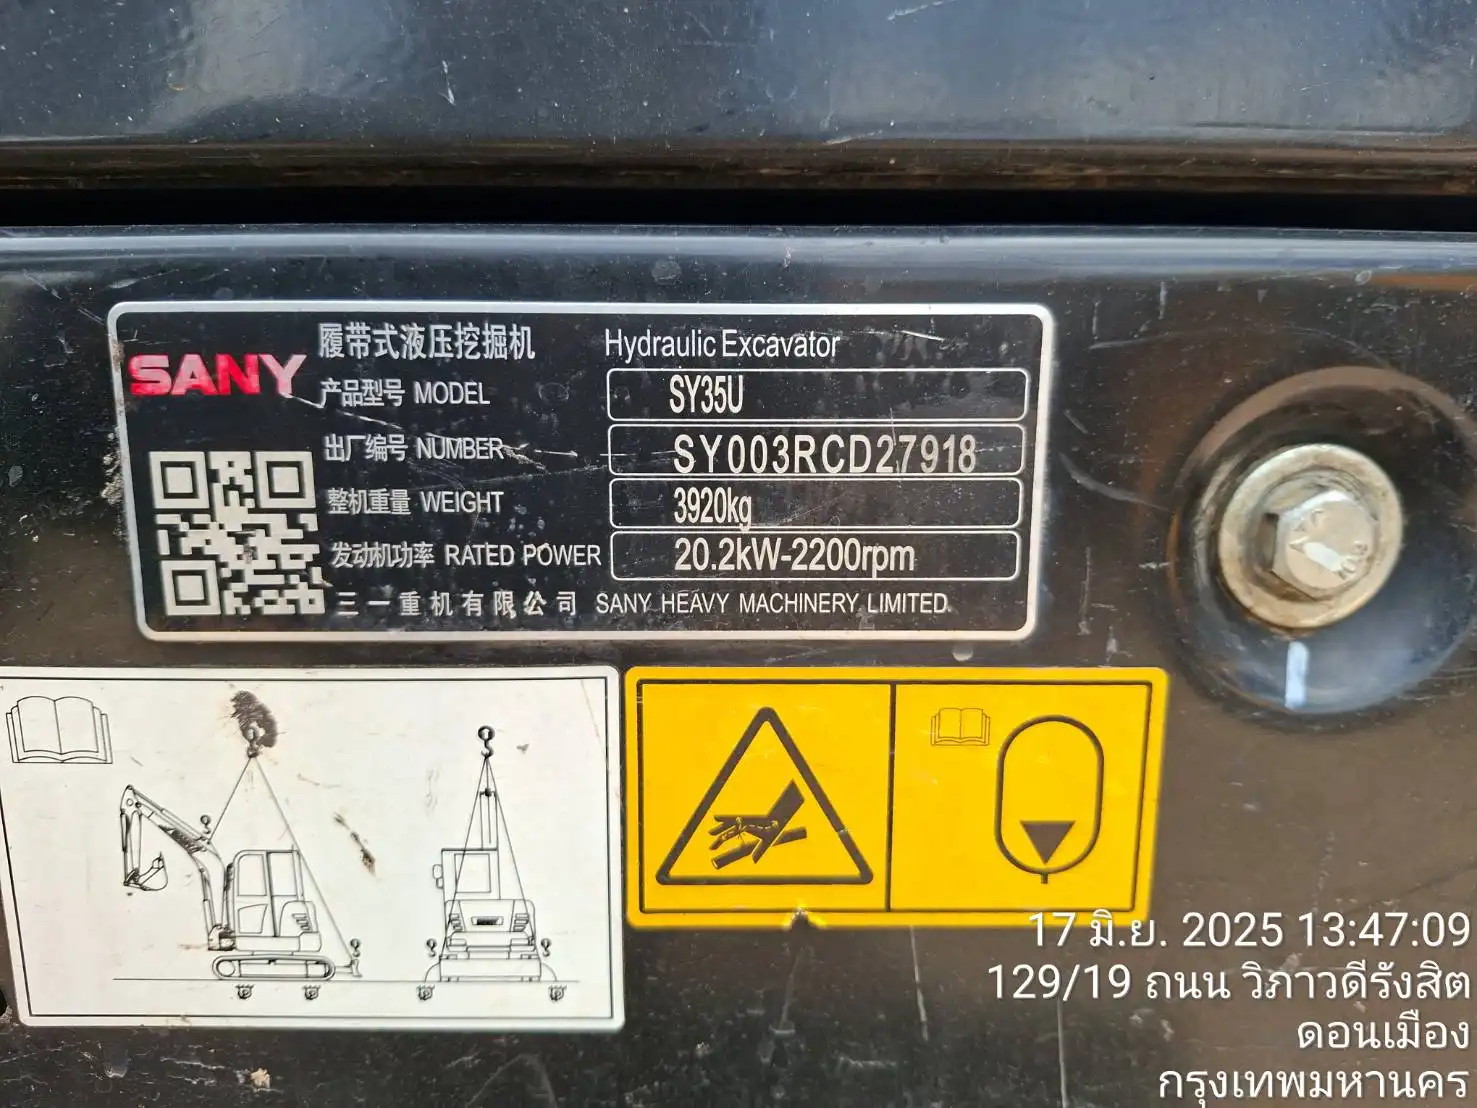 SANY
履带式液压挖掘机 Hydraulic Excavator
产品型号 MODEL SY35U
出厂编号 NUMBER SY003RCD27918
整机重量 WEIGHT 3920kg
发动机功率 RATED POWER 20.2kW-2200rpm
三一重机有限公司 SANY HEAVY MACHINERY LIMITED
17 มิ.ย. 2025 13:47:09
129/19 ถนน วิภาวดีรังสิต
ดอนเมือง
กรุงเทพมหานคร